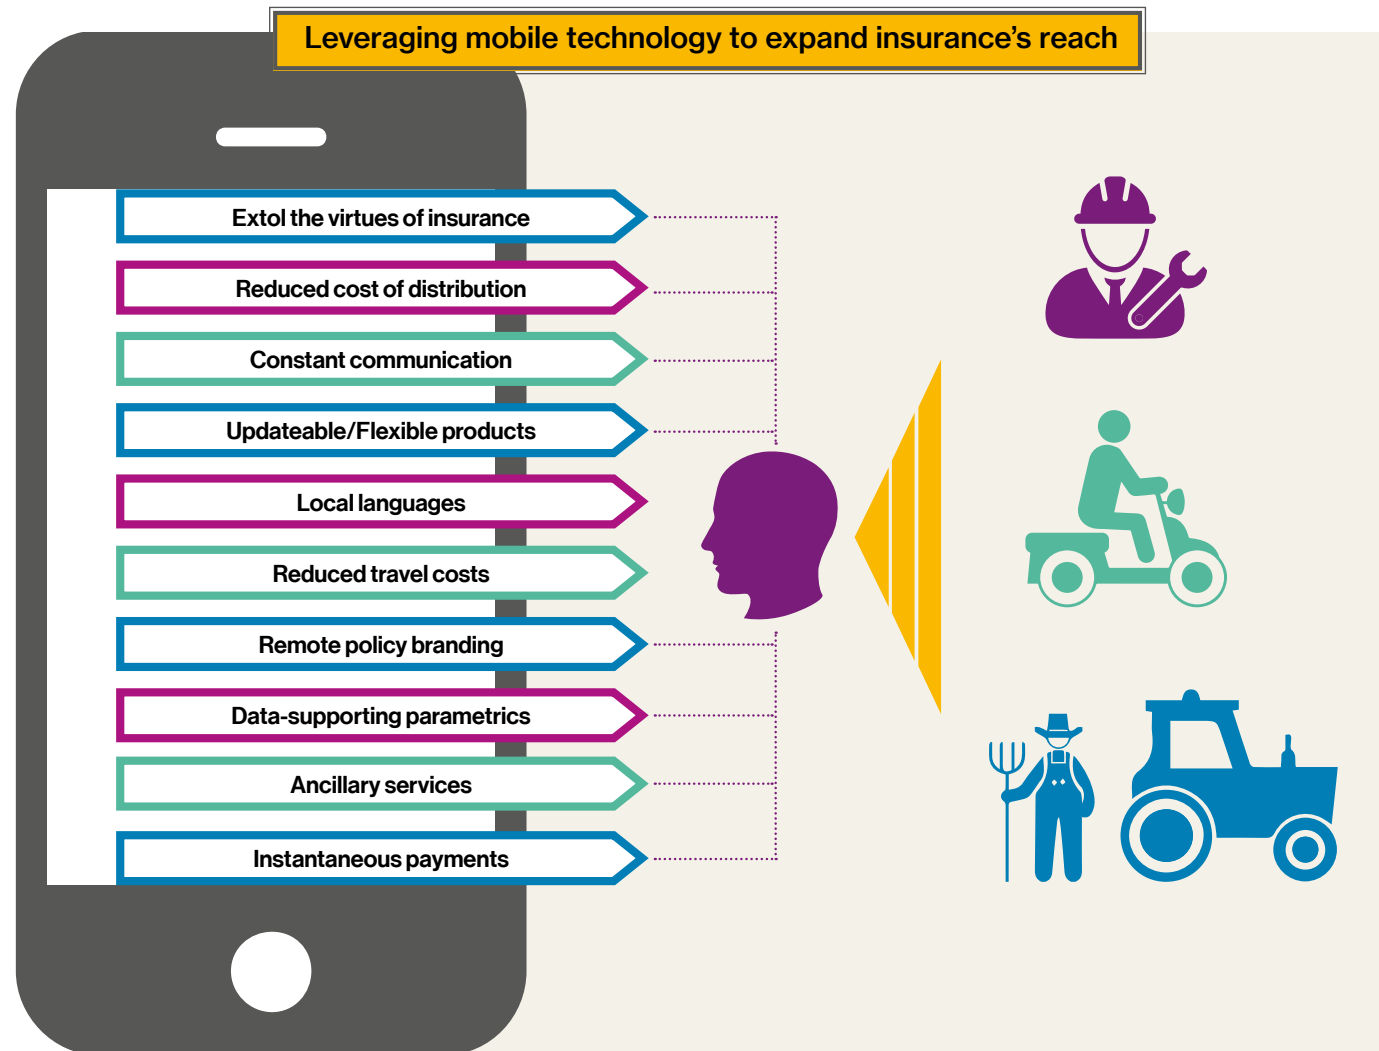 Leveraging mobile technology to expand insurance’s reach
Extol the virtues of insurance
Reduced cost of distribution
Constant communication
Updateable/Flexible products
Local languages
Reduced travel costs
Remote policy branding
Data-supporting parametrics
Ancillary services
Instantaneous payments